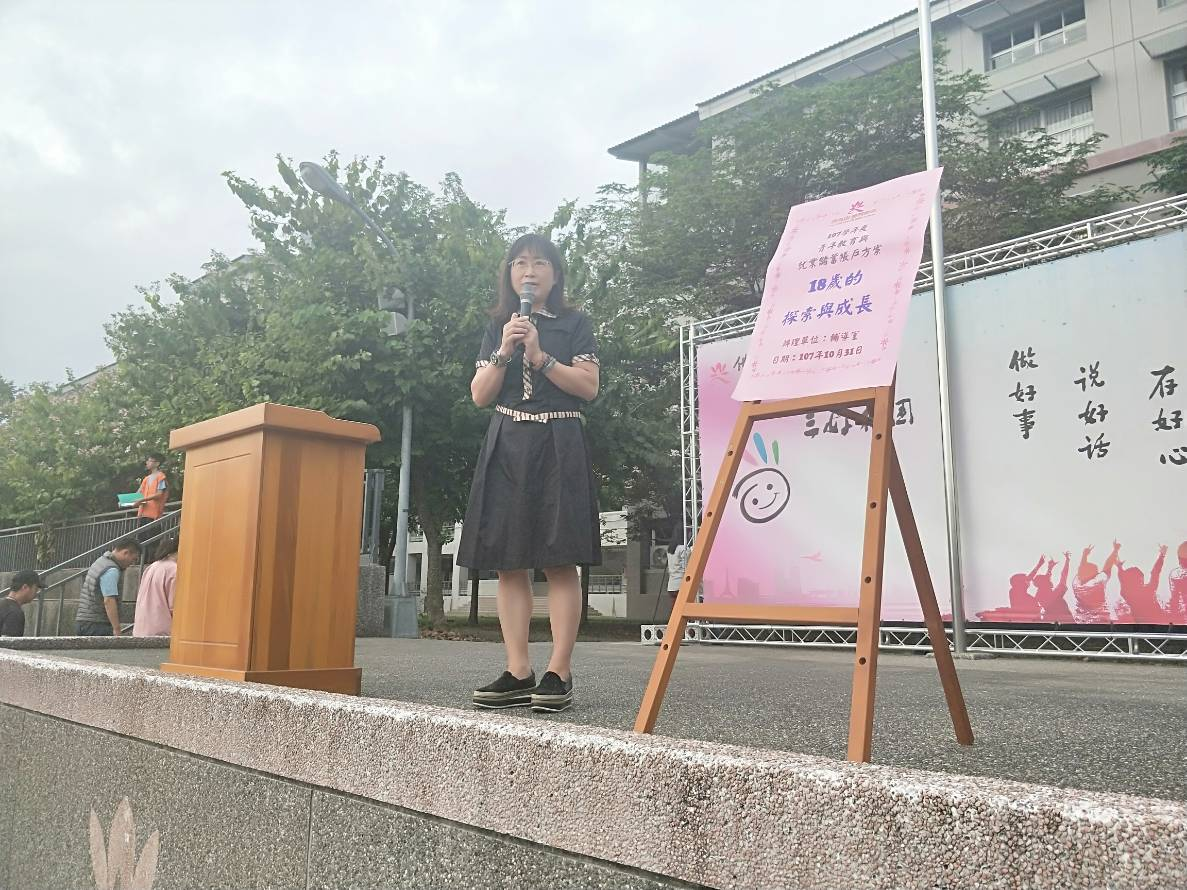 107學年度
青年教育與
就業儲蓄帳戶方案
18歲的
探索與成長
辦理單位：輔導室
日期：107年10月31日
三好校園
做好事
說好話
存好心